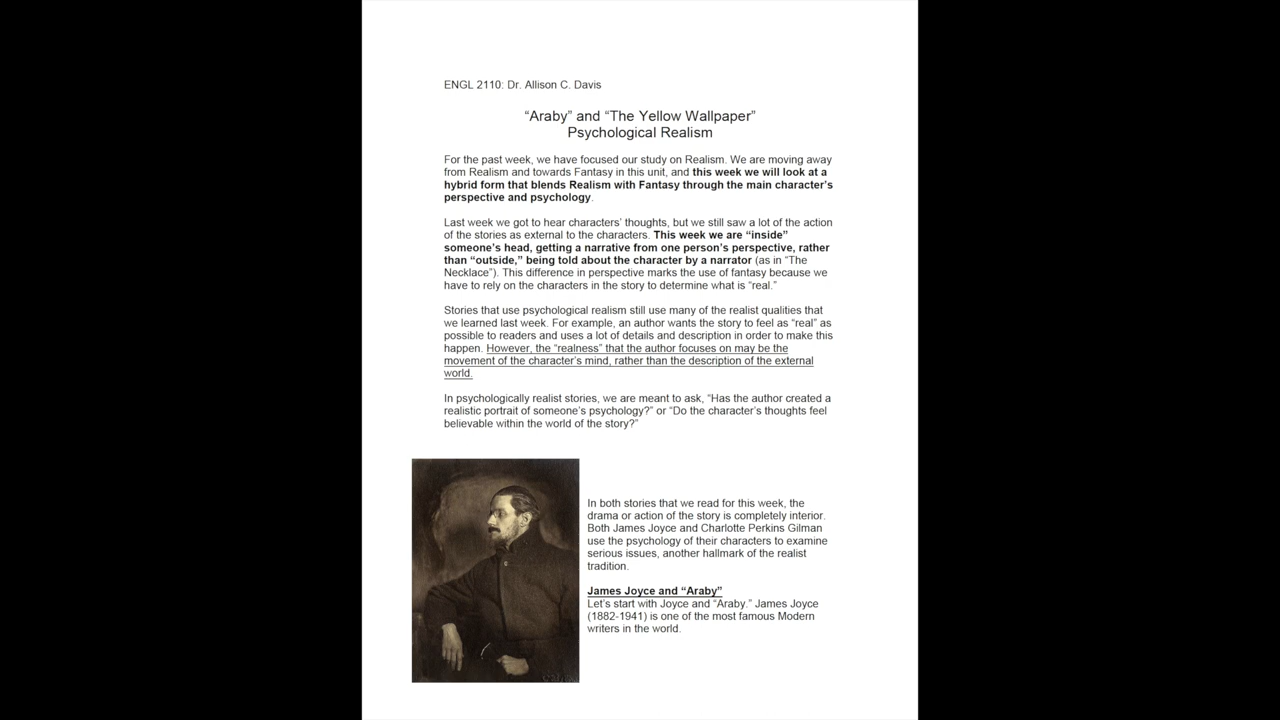 ENGL 2110: Dr. Allison C. Davis
“Araby” and “The Yellow Wallpaper”
Psychological Realism
For the past week, we have focused our study on Realism. We are moving away
from Realism and towards Fantasy in this unit, and this week we will look at a
hybrid form that blends Realism with Fantasy through the main character’s
perspective and psychology.
Last week we got to hear characters’ thoughts, but we still saw a lot of the action
of the stories as external to the characters. This week we are “inside”
someone’s head, getting a narrative from one person’s perspective, rather
than “outside,” being told about the character by a narrator (as in “The
Necklace”). This difference in perspective marks the use of fantasy because we
have to rely on the characters in the story to determine what is “real.”
Stories that use psychological realism still use many of the realist qualities that
we learned last week. For example, an author wants the story to feel as “real” as
possible to readers and uses a lot of details and description in order to make this
happen. However, the “realness” that the author focuses on may be the
movement of the character’s mind, rather than the description of the external
world.
In psychologically realist stories, we are meant to ask, “Has the author created a
realistic portrait of someone’s psychology?” or “Do the character’s thoughts feel
believable within the world of the story?”
In both stories that we read for this week, the
drama or action of the story is completely interior.
Both James Joyce and Charlotte Perkins Gilman
use the psychology of their characters to examine
serious issues, another hallmark of the realist
tradition.
James Joyce and “Araby”
Let’s start with Joyce and “Araby.” James Joyce
(1882-1941) is one of the most famous Modern
writers in the world.